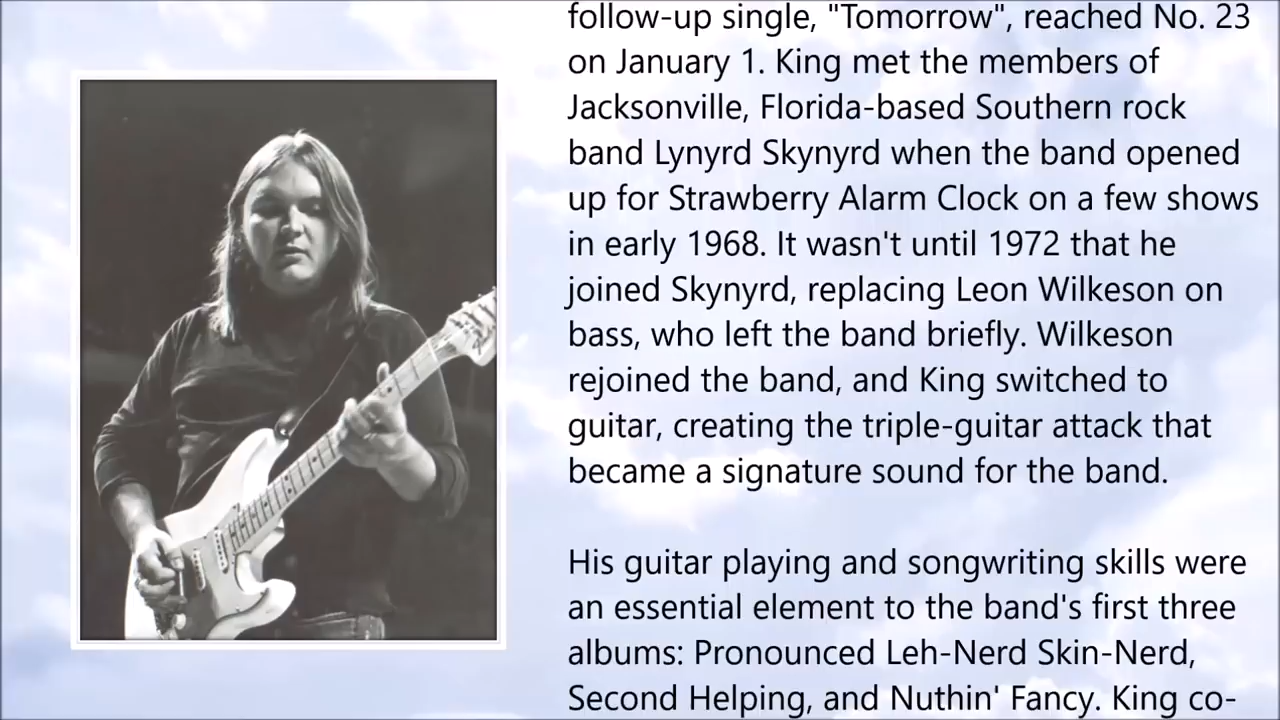 follow-up single, "Tomorrow", reached No. 23
on January 1. King met the members of
Jacksonville, Florida-based Southern rock
band Lynyrd Skynyrd when the band opened
up for Strawberry Alarm Clock on a few shows
in early 1968. It wasn't until 1972 that he
joined Skynyrd, replacing Leon Wilkeson on
bass, who left the band briefly. Wilkeson
rejoined the band, and King switched to
guitar, creating the triple-guitar attack that
became a signature sound for the band.
His guitar playing and songwriting skills were
an essential element to the band's first three
albums: Pronounced Leh-Nerd Skin-Nerd,
Second Helping, and Nuthin' Fancy. King co-